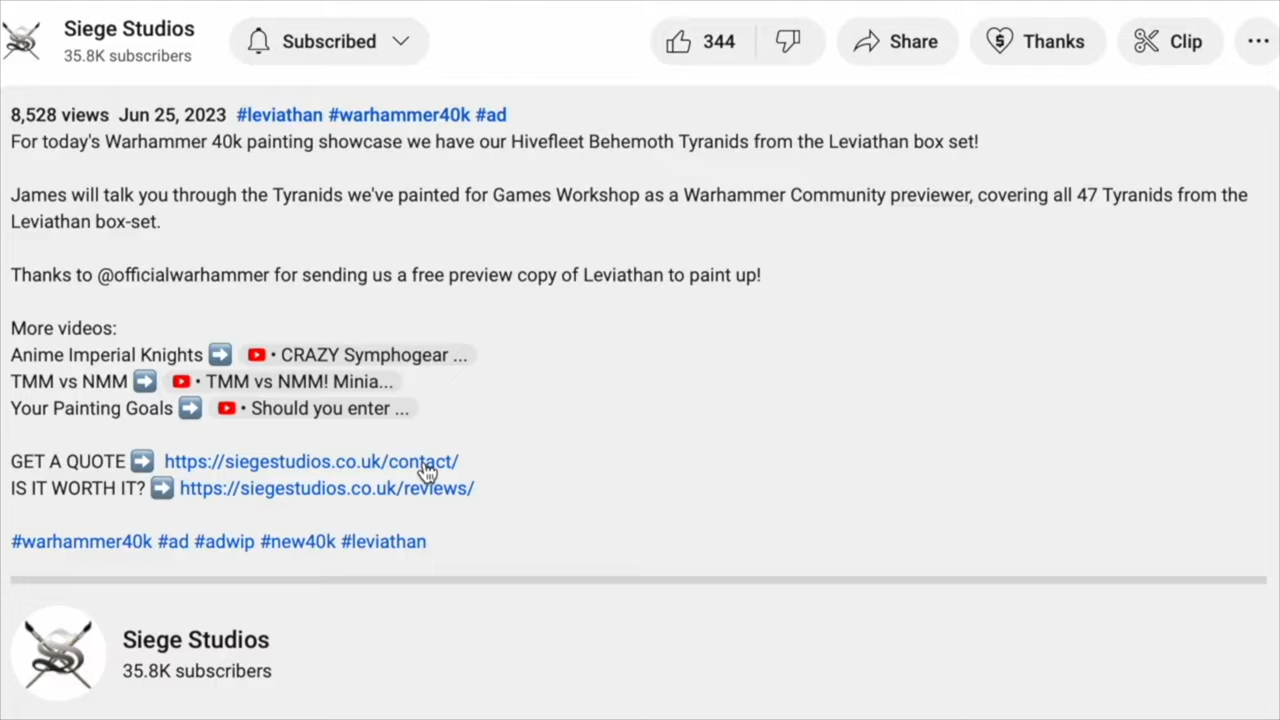 Siege Studios
35.8K subscribers
Subscribed
344
Share
Thanks
Clip
8,528 views Jun 25, 2023 #leviathan #warhammer40k #ad
For today's Warhammer 40k painting showcase we have our Hivefleet Behemoth Tyranids from the Leviathan box set!
James will talk you through the Tyranids we've painted for Games Workshop as a Warhammer Community previewer, covering all 47 Tyranids from the
Leviathan box-set.
Thanks to @officialwarhammer for sending us a free preview copy of Leviathan to paint up!
More videos:
Anime Imperial Knights ➡️ • CRAZY Symphogear ...
TMM vs NMM ➡️ • TMM vs NMM! Minia...
Your Painting Goals ➡️ • Should you enter ...
GET A QUOTE ➡️ https://siegestudios.co.uk/contact/
IS IT WORTH IT? ➡️ https://siegestudios.co.uk/reviews/
#warhammer40k #ad #adwip #new40k #leviathan
Siege Studios
35.8K subscribers